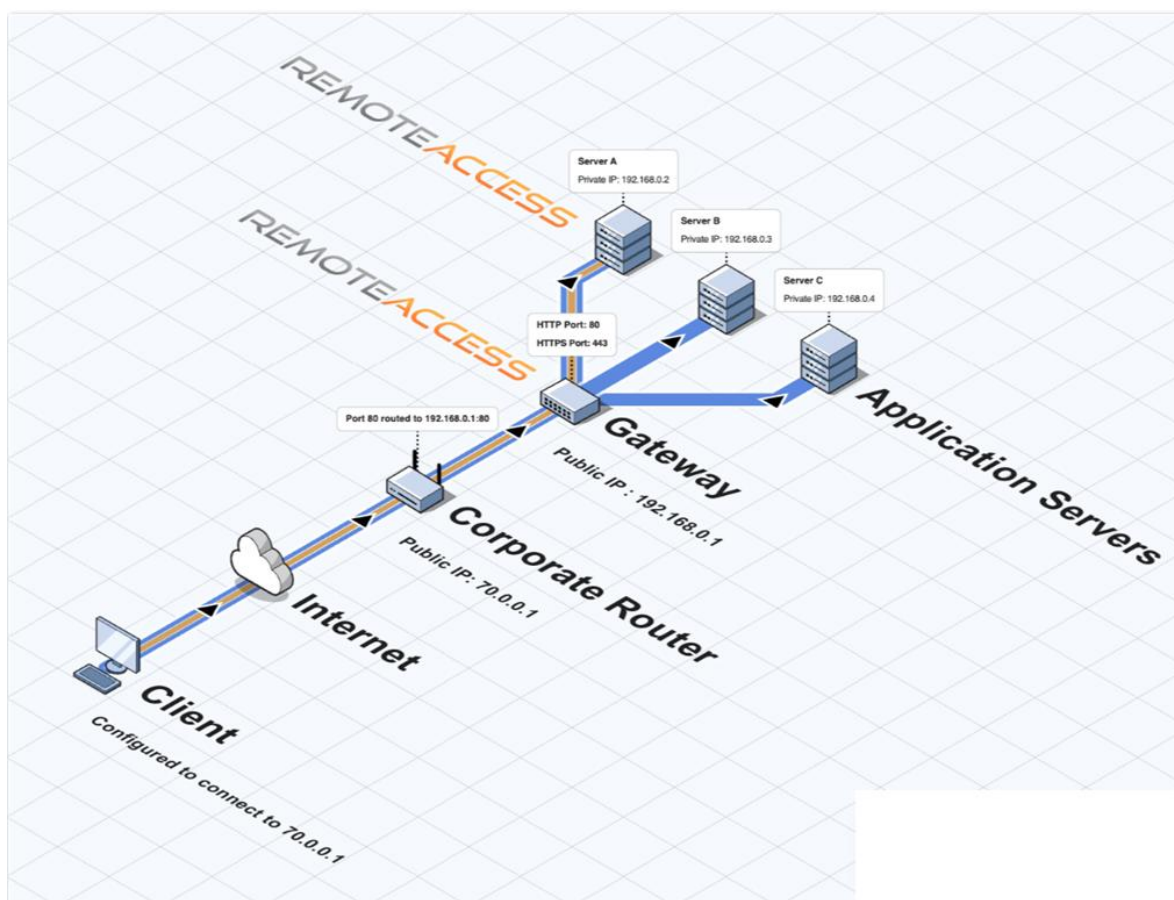 REMOTEACCESS
Server A
Private IP: 192.168.0.2
REMOTEACCESS
Server B
Private IP: 192.168.0.3
Server C
Private IP: 192.168.0.4
HTTP Port: 80
HTTPS Port: 443
Application Servers
Port 80 routed to 192.168.0.1:80
Gateway
Public IP : 192.168.0.1
Corporate Router
Public IP: 70.0.0.1
Internet
Client
Configured to connect to 70.0.0.1